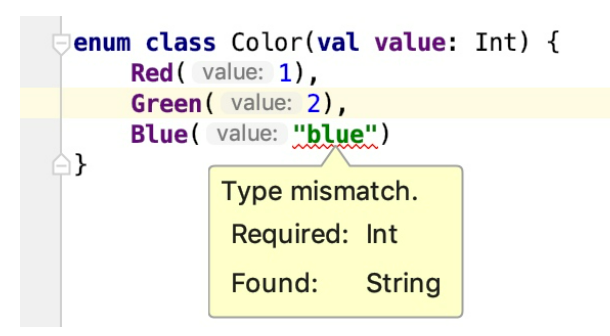 enum class Color(val value: Int) {
Red( value: 1),
Green( value: 2),
Blue( value: "blue")
}
Type mismatch.
Required: Int
Found: String